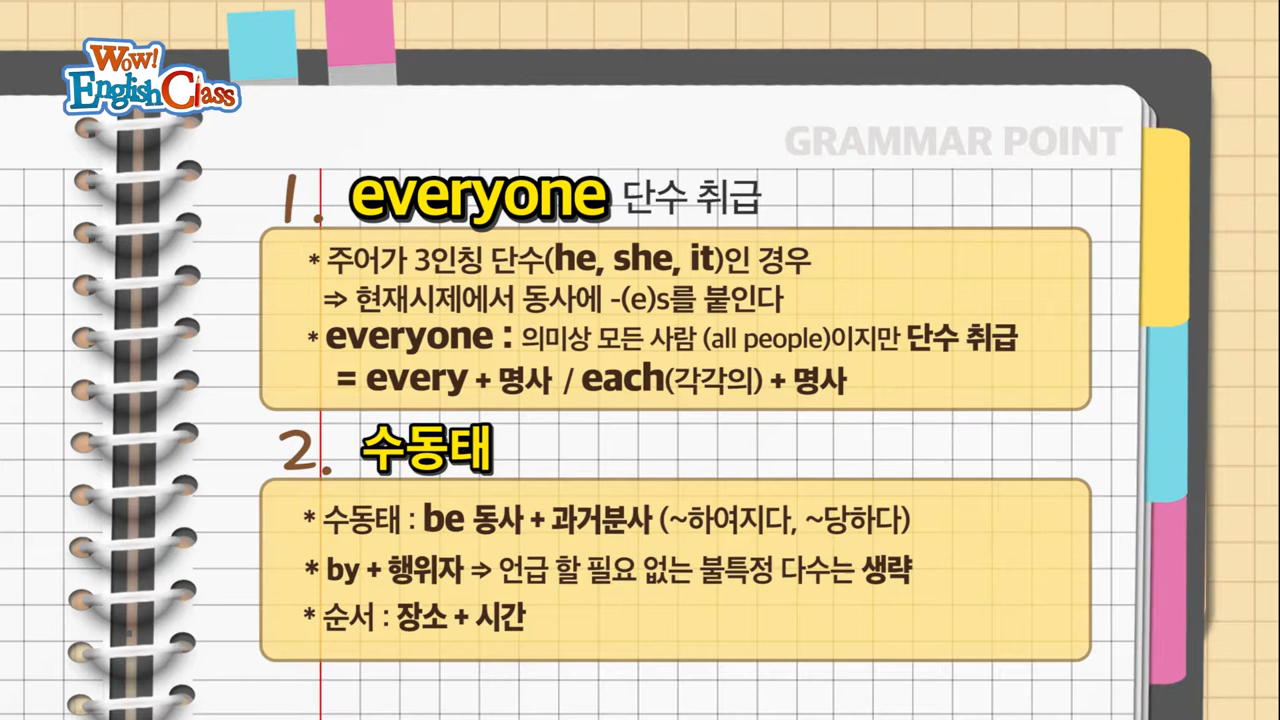 Wow!
English Class
GRAMMAR POINT
1. everyone 단수 취급
* 주어가 3인칭 단수(he, she, it)인 경우
⇒ 현재시제에서 동사에 -(e)s를 붙인다
* everyone : 의미상 모든 사람 (all people)이지만 단수 취급
= every + 명사 / each(각각의) + 명사
2. 수동태
* 수동태 : be 동사 + 과거분사 (~하여지다, ~당하다)
* by + 행위자 ⇒ 언급 할 필요 없는 불특정 다수는 생략
* 순서 : 장소 + 시간